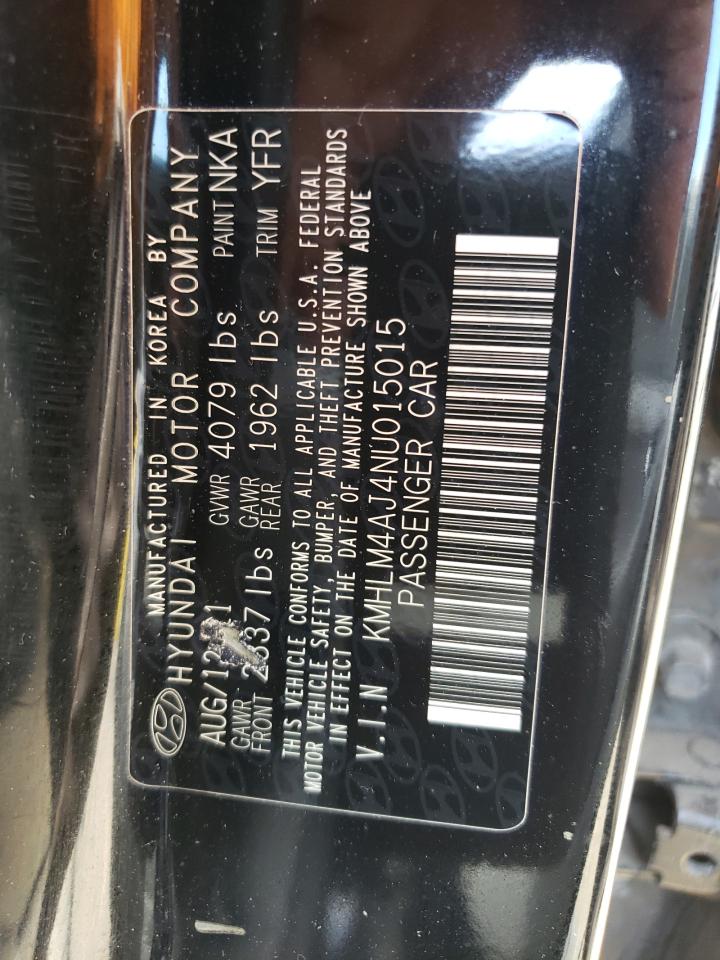 MANUFACTURED IN KOREA BY
HYUNDAI MOTOR COMPANY
GVWR 4079 lbs PAINT NKA
GAWR FRONT lbs GAWR REAR 1962 lbs TRIM YFR
THIS VEHICLE CONFORMS TO ALL APPLICABLE U.S.A. FEDERAL
MOTOR VEHICLE SAFETY, BUMPER, AND THEFT PREVENTION STANDARDS
IN EFFECT ON THE DATE OF MANUFACTURE SHOWN ABOVE
V.I.N KMHLM4AJ4NU015015
PASSENGER CAR